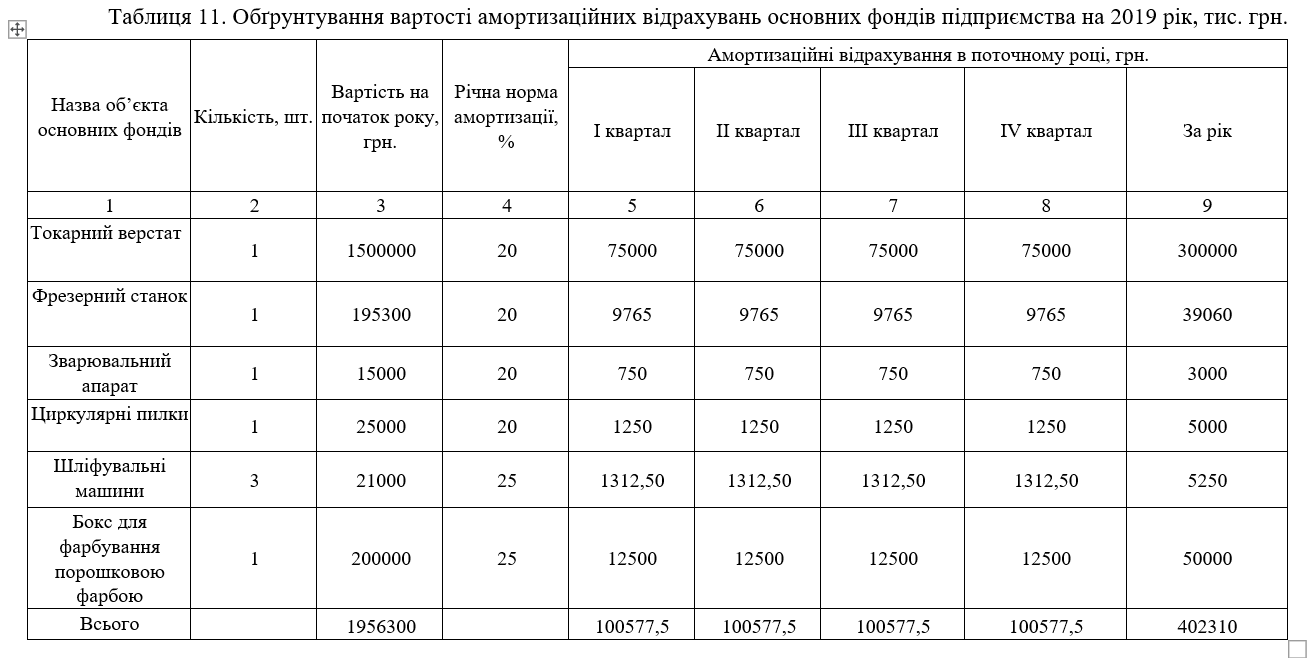 Таблиця 11. Обґрунтування вартості амортизаційних відрахувань основних фондів підприємства на 2019 рік, тис. грн.
Назва об’єкта
основних фондів
Кількість, шт.
Вартість на
початок року,
грн.
Річна норма
амортизації,
%
Амортизаційні відрахування в поточному році, грн.
І квартал
ІІ квартал
ІІІ квартал
IV квартал
За рік
1 2 3 4 5 6 7 8 9
Токарний верстат 1 1500000 20 75000 75000 75000 75000 300000
Фрезерний станок 1 195300 20 9765 9765 9765 9765 39060
Зварювальний
апарат 1 15000 20 750 750 750 750 3000
Циркулярні пилки 1 25000 20 1250 1250 1250 1250 5000
Шліфувальні
машини 3 21000 25 1312,50 1312,50 1312,50 1312,50 5250
Бокс для
фарбування
порошковою
фарбою 1 200000 25 12500 12500 12500 12500 50000
Всього 1956300 100577,5 100577,5 100577,5 100577,5 402310